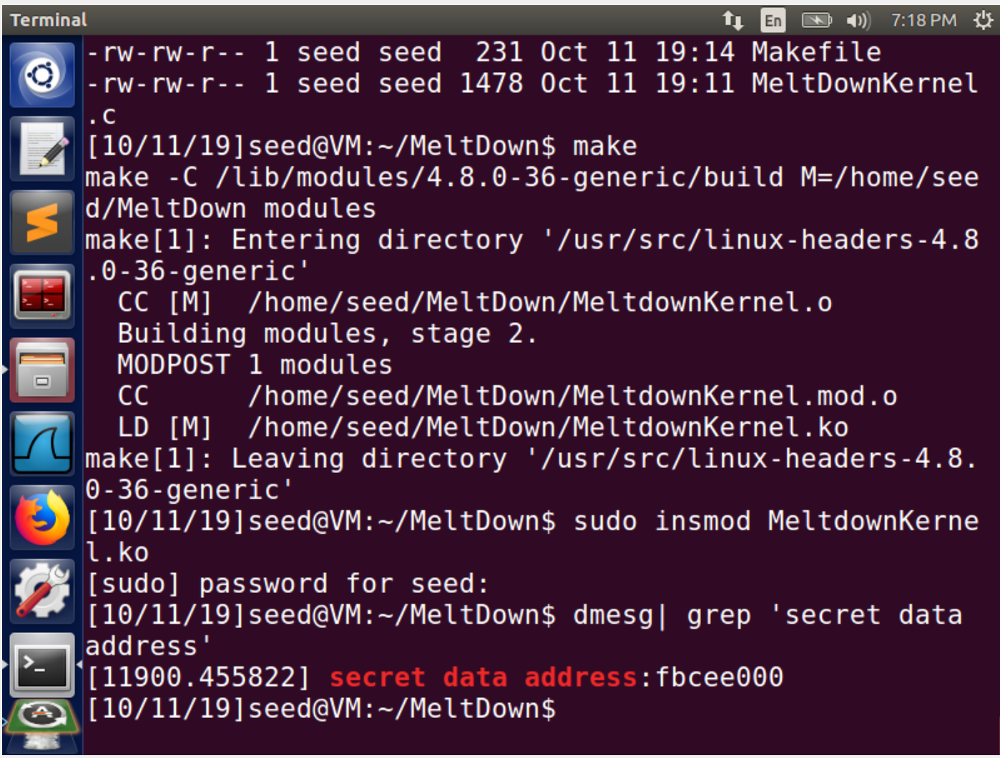 Terminal
En
7:18 PM
-rw-rw-r-- 1 seed seed  231 Oct 11 19:14 Makefile
-rw-rw-r-- 1 seed seed 1478 Oct 11 19:11 MeltDownKernel
.c
[10/11/19]seed@VM:~/MeltDown$ make
make -C /lib/modules/4.8.0-36-generic/build M=/home/see
d/MeltDown modules
make[1]: Entering directory '/usr/src/linux-headers-4.8
.0-36-generic'
  CC [M]  /home/seed/MeltDown/MeltdownKernel.o
  Building modules, stage 2.
  MODPOST 1 modules
  CC      /home/seed/MeltDown/MeltdownKernel.mod.o
  LD [M]  /home/seed/MeltDown/MeltdownKernel.ko
make[1]: Leaving directory '/usr/src/linux-headers-4.8.
0-36-generic'
[10/11/19]seed@VM:~/MeltDown$ sudo insmod MeltdownKerne
l.ko
[sudo] password for seed:
[10/11/19]seed@VM:~/MeltDown$ dmesg| grep 'secret data
address'
[11900.455822] secret data address:fbcee000
[10/11/19]seed@VM:~/MeltDown$